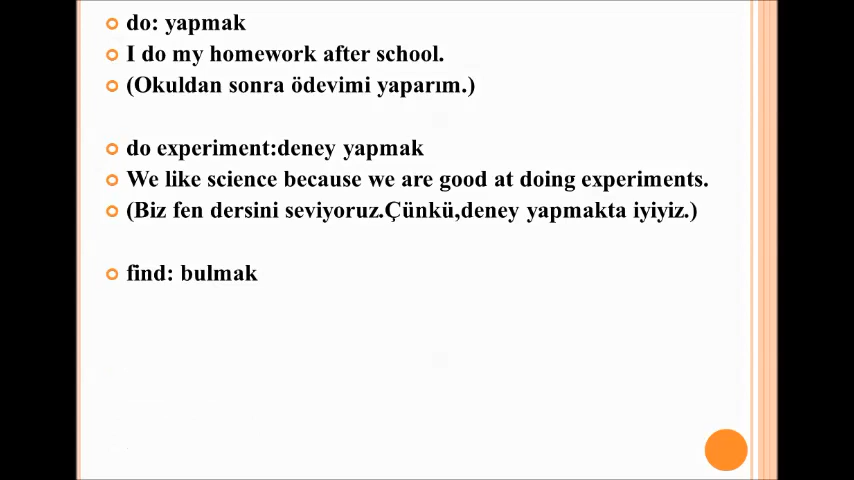 do: yapmak
I do my homework after school.
(Okuldan sonra ödevimi yaparım.)
do experiment:deney yapmak
We like science because we are good at doing experiments.
(Biz fen dersini seviyoruz.Çünkü,deney yapmakta iyiyiz.)
find: bulmak